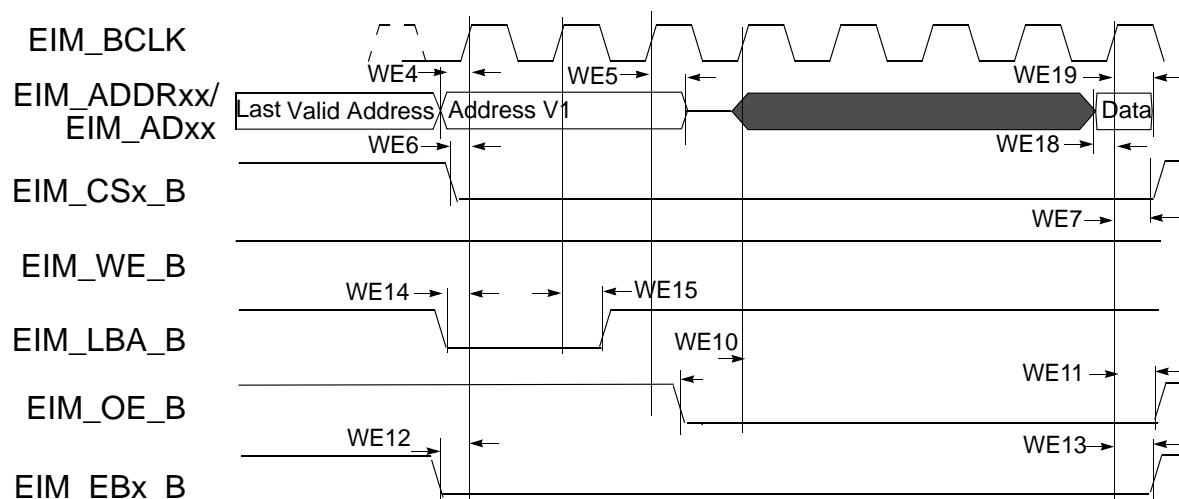 EIM_BCLK
WE4
WE5
WE19
EIM_ADDRxx/
EIM_ADxx
Last Valid Address
Address V1
Data
WE6
WE18
EIM_CSx_B
WE7
EIM_WE_B
WE14
WE15
EIM_LBA_B
WE10
WE11
EIM_OE_B
WE12
WE13
EIM_EBx_B